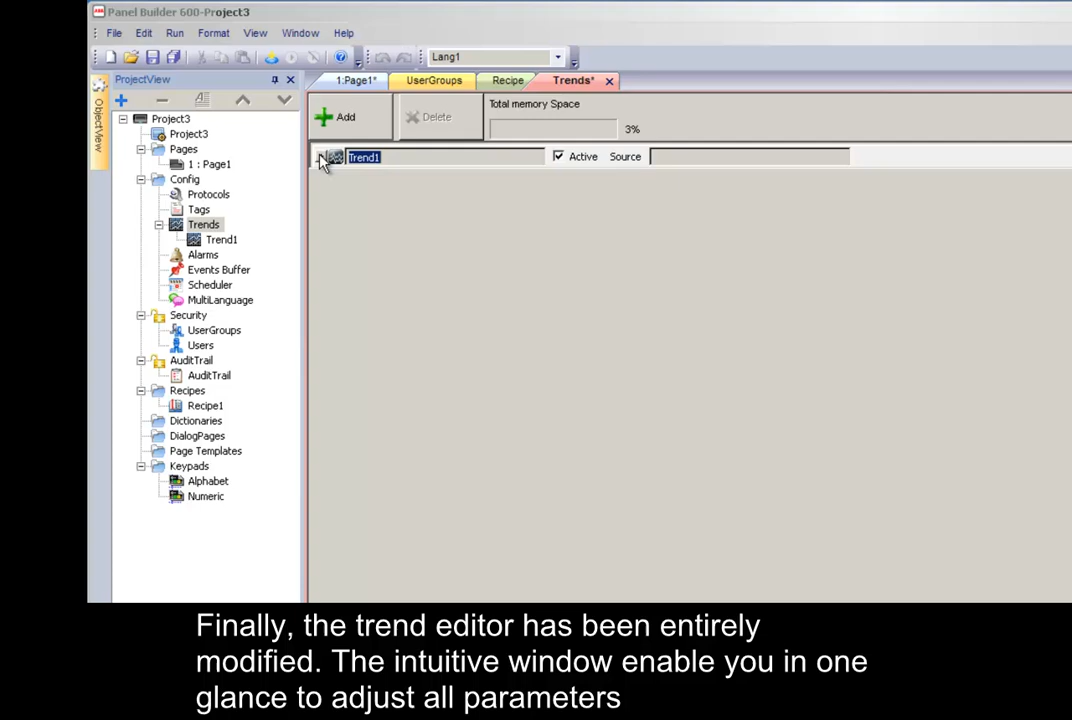 Panel Builder 600-Project3
File Edit Run Format View Window Help
Lang1
ProjectView
1:Page1* UserGroups Recipe Trends*
ObjectView
Add
Delete
Total memory Space
3%
Trend1
Active Source
Project3
Project3
Pages
1 : Page1
Config
Protocols
Tags
Trends
Trend1
Alarms
Events Buffer
Scheduler
MultiLanguage
Security
UserGroups
Users
AuditTrail
AuditTrail
Recipes
Recipe1
Dictionaries
DialogPages
Page Templates
Keypads
Alphabet
Numeric
Finally, the trend editor has been entirely
modified. The intuitive window enable you in one
glance to adjust all parameters